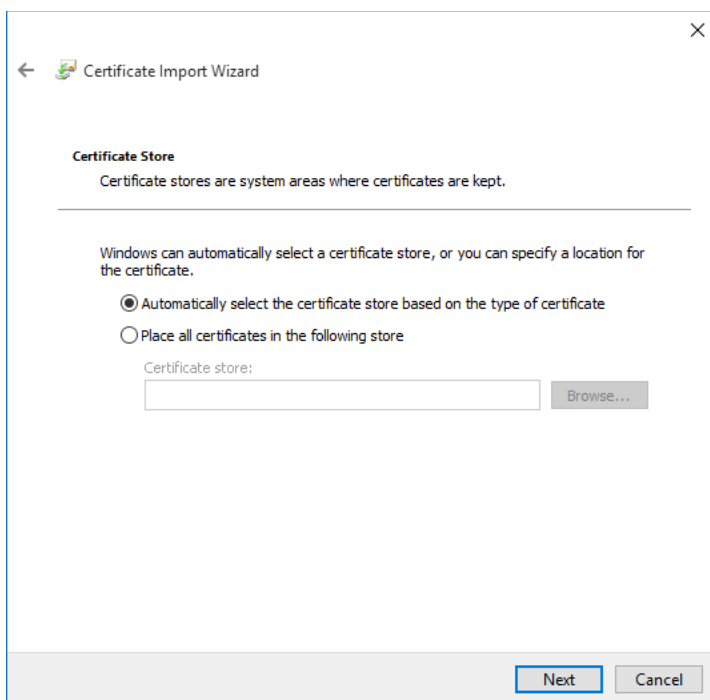 Certificate Import Wizard
Certificate Store
Certificate stores are system areas where certificates are kept.
Windows can automatically select a certificate store, or you can specify a location for
the certificate.
Automatically select the certificate store based on the type of certificate
Place all certificates in the following store
Certificate store:
Browse...
Next
Cancel